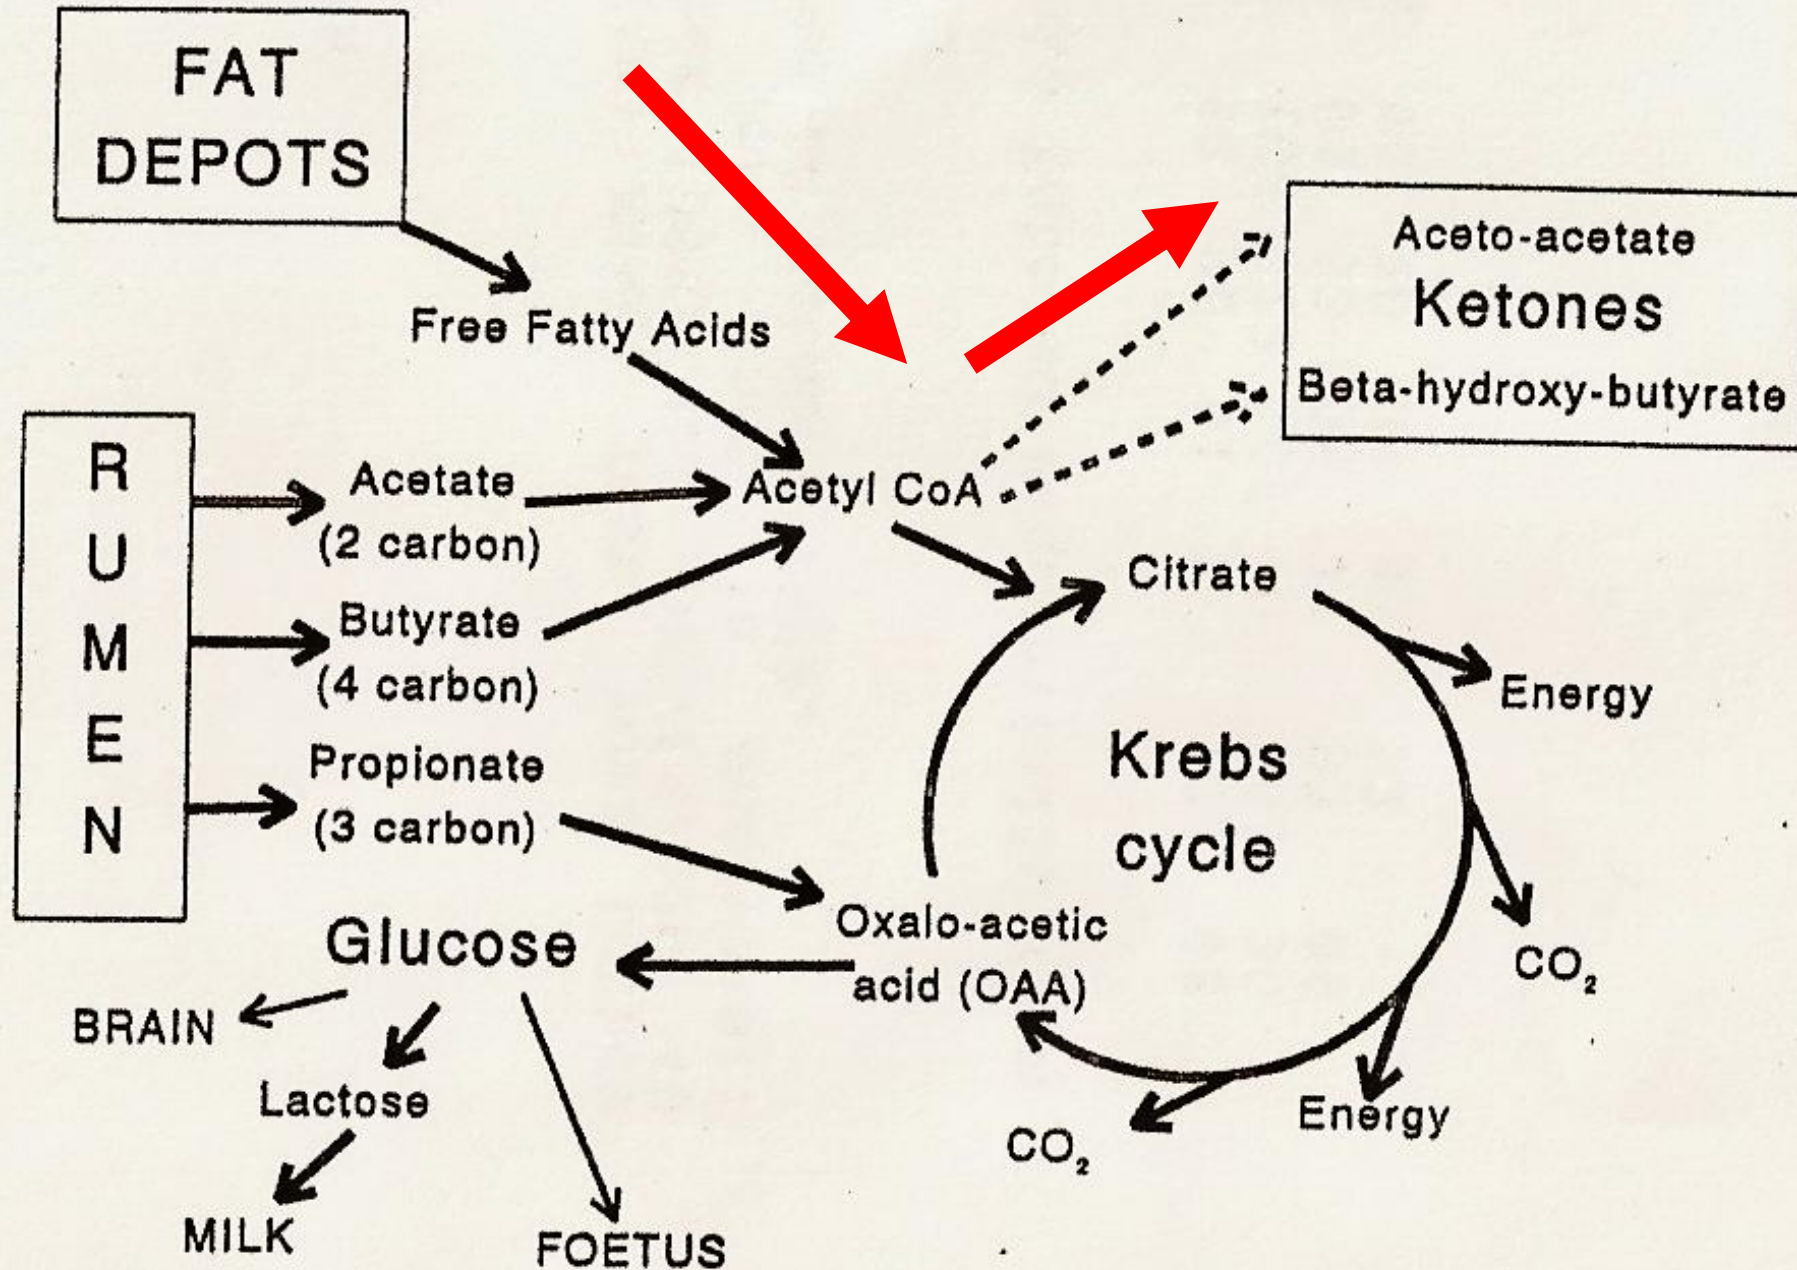 FAT
DEPOTS
Free Fatty Acids
Aceto-acetate
Ketones
Beta-hydroxy-butyrate
R
U
M
E
N
Acetate
(2 carbon)
Acetyl CoA
Butyrate
(4 carbon)
Citrate
Energy
Propionate
(3 carbon)
Krebs
cycle
Oxalo-acetic
acid (OAA)
Glucose
CO₂
BRAIN
Lactose
Energy
CO₂
MILK
FOETUS